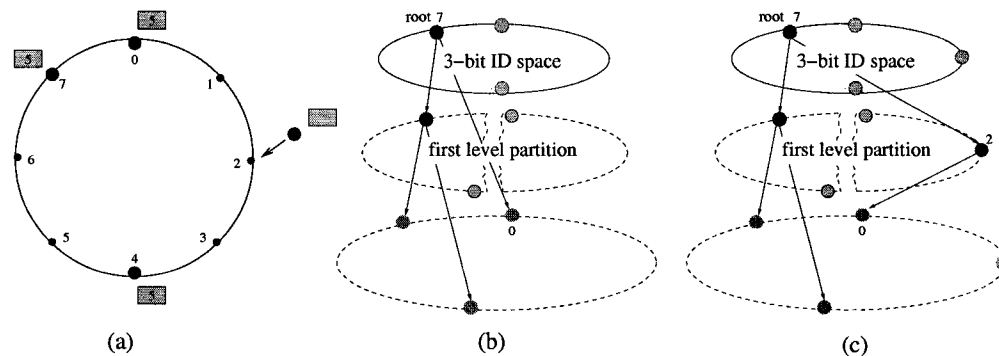 5
0
5
7
1
6
2
5
3
4
5
(a)
root 7
3-bit ID space
first level partition
0
(b)
root 7
3-bit ID space
2
first level partition
0
(c)